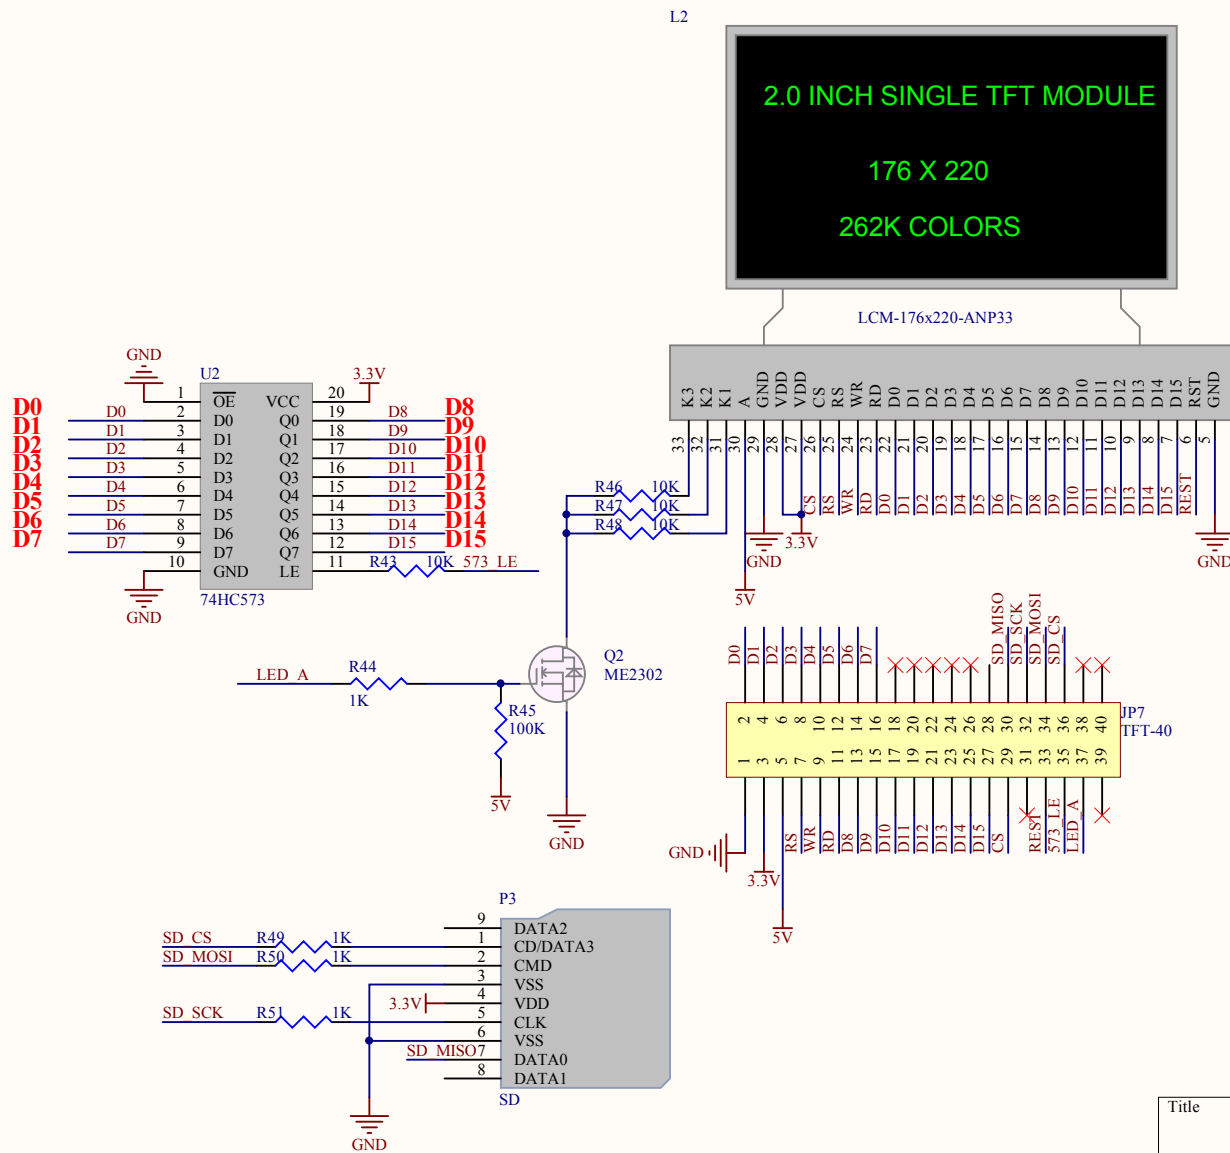 L2
2.0 INCH SINGLE TFT MODULE
176 X 220
262K COLORS
LCM-176x220-ANP33
K3 K2 K1 A GND VDD VDD CS RS WR RD D0 D1 D2 D3 D4 D5 D6 D7 D8 D9 D10 D11 D12 D13 D14 D15 RST GND
33 32 31 30 29 28 27 26 25 24 23 22 21 20 19 18 17 16 15 14 13 12 11 10 9 8 7 6 5
CS RS WR RD D0 D1 D2 D3 D4 D5 D6 D7 D8 D9 D10 D11 D12 D13 D14 D15 REST
3.3V
GND
GND
5V
GND
U2
3.3V
1 OE VCC 20
D0 D0 2 D0 Q0 19 D8 D8
D1 D1 3 D1 Q1 18 D9 D9
D2 D2 4 D2 Q2 17 D10 D10
D3 D3 5 D3 Q3 16 D11 D11
D4 D4 6 D4 Q4 15 D12 D12
D5 D5 7 D5 Q5 14 D13 D13
D6 D6 8 D6 Q6 13 D14 D14
D7 D7 9 D7 Q7 12 D15 D15
10 GND LE 11 R43 10K 573_LE
74HC573
GND
R46 10K
R47 10K
R48 10K
LED_A R44
1K
Q2
ME2302
R45
100K
5V
GND
D0 D1 D2 D3 D4 D5 D6 D7 SD_MISO SD_SCK SD_MOSI SD_CS
2 4 6 8 10 12 14 16 18 20 22 24 26 28 30 32 34 36 38 40
JP7
TFT-40
1 3 5 7 9 11 13 15 17 19 21 23 25 27 29 31 33 35 37 39
RS WR RD D8 D9 D10 D11 D12 D13 D14 D15 CS REST 573_LE LED_A
GND
3.3V
5V
P3
9 DATA2
SD_CS R49 1K 1 CD/DATA3
SD_MOSI R50 1K 2 CMD
3 VSS
3.3V 4 VDD
SD_SCK R51 1K 5 CLK
6 VSS
SD_MISO 7 DATA0
8 DATA1
SD
GND
Title